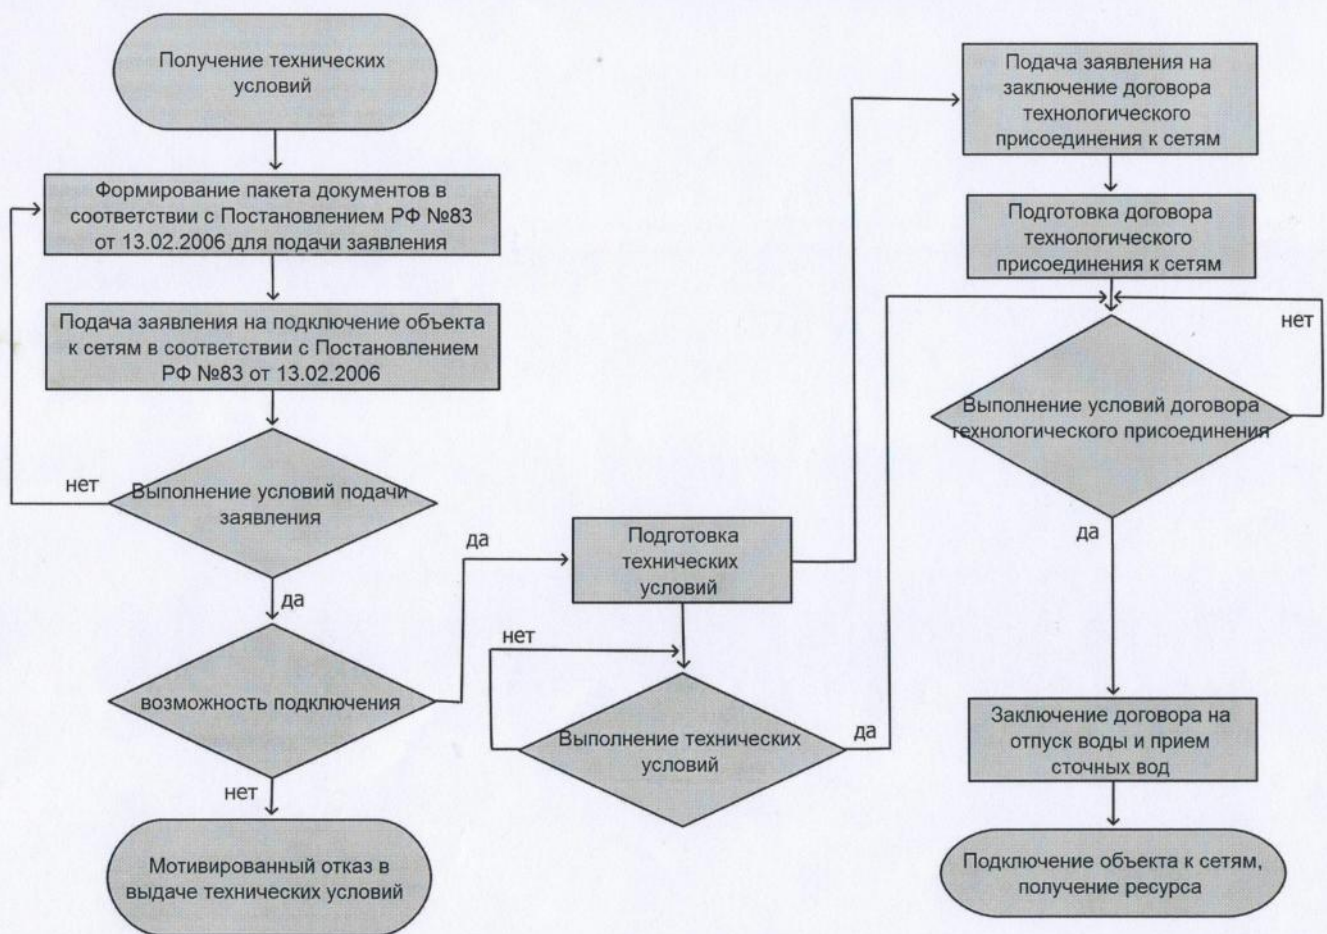 Получение технических
условий
Формирование пакета документов в
соответствии с Постановлением РФ №83
от 13.02.2006 для подачи заявления
Подача заявления на подключение объекта
к сетям в соответствии с Постановлением
РФ №83 от 13.02.2006
нет
Выполнение условий подачи
заявления
да
возможность подключения
нет
Мотивированный отказ в
выдаче технических условий
да
Подготовка
технических
условий
нет
Выполнение технических
условий
да
Подача заявления на
заключение договора
технологического
присоединения к сетям
Подготовка договора
технологического
присоединения к сетям
нет
Выполнение условий договора
технологического присоединения
да
Заключение договора на
отпуск воды и прием
сточных вод
Подключение объекта к сетям,
получение ресурса